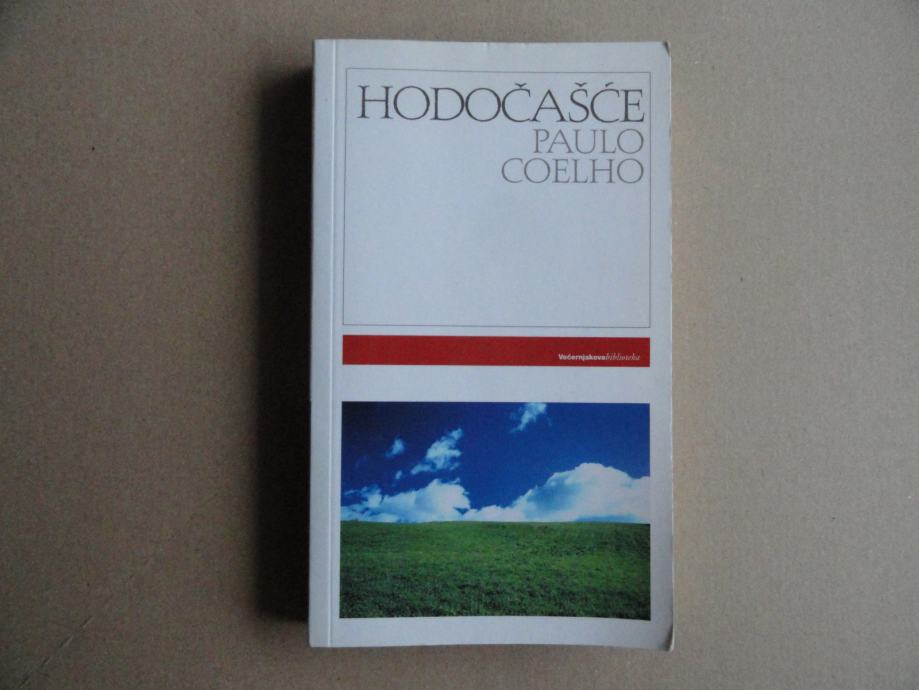 HODOČAŠĆE
PAULO
COELHO
Večernjakova biblioteka